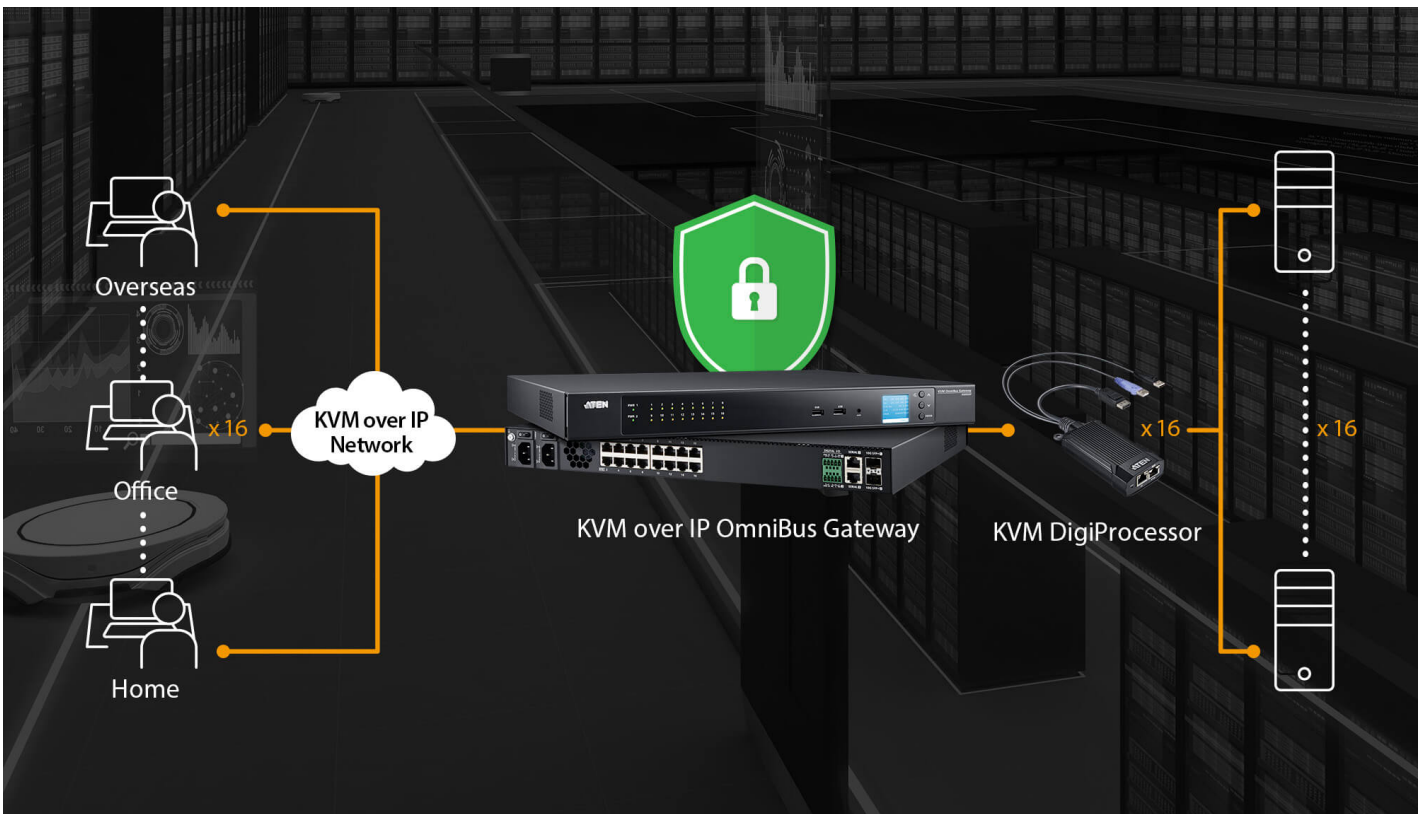 Overseas
x 16
Office
Home
KVM over IP
Network
ATEN
KVM over IP OmniBus Gateway
ATEN
x 16
KVM DigiProcessor
x 16